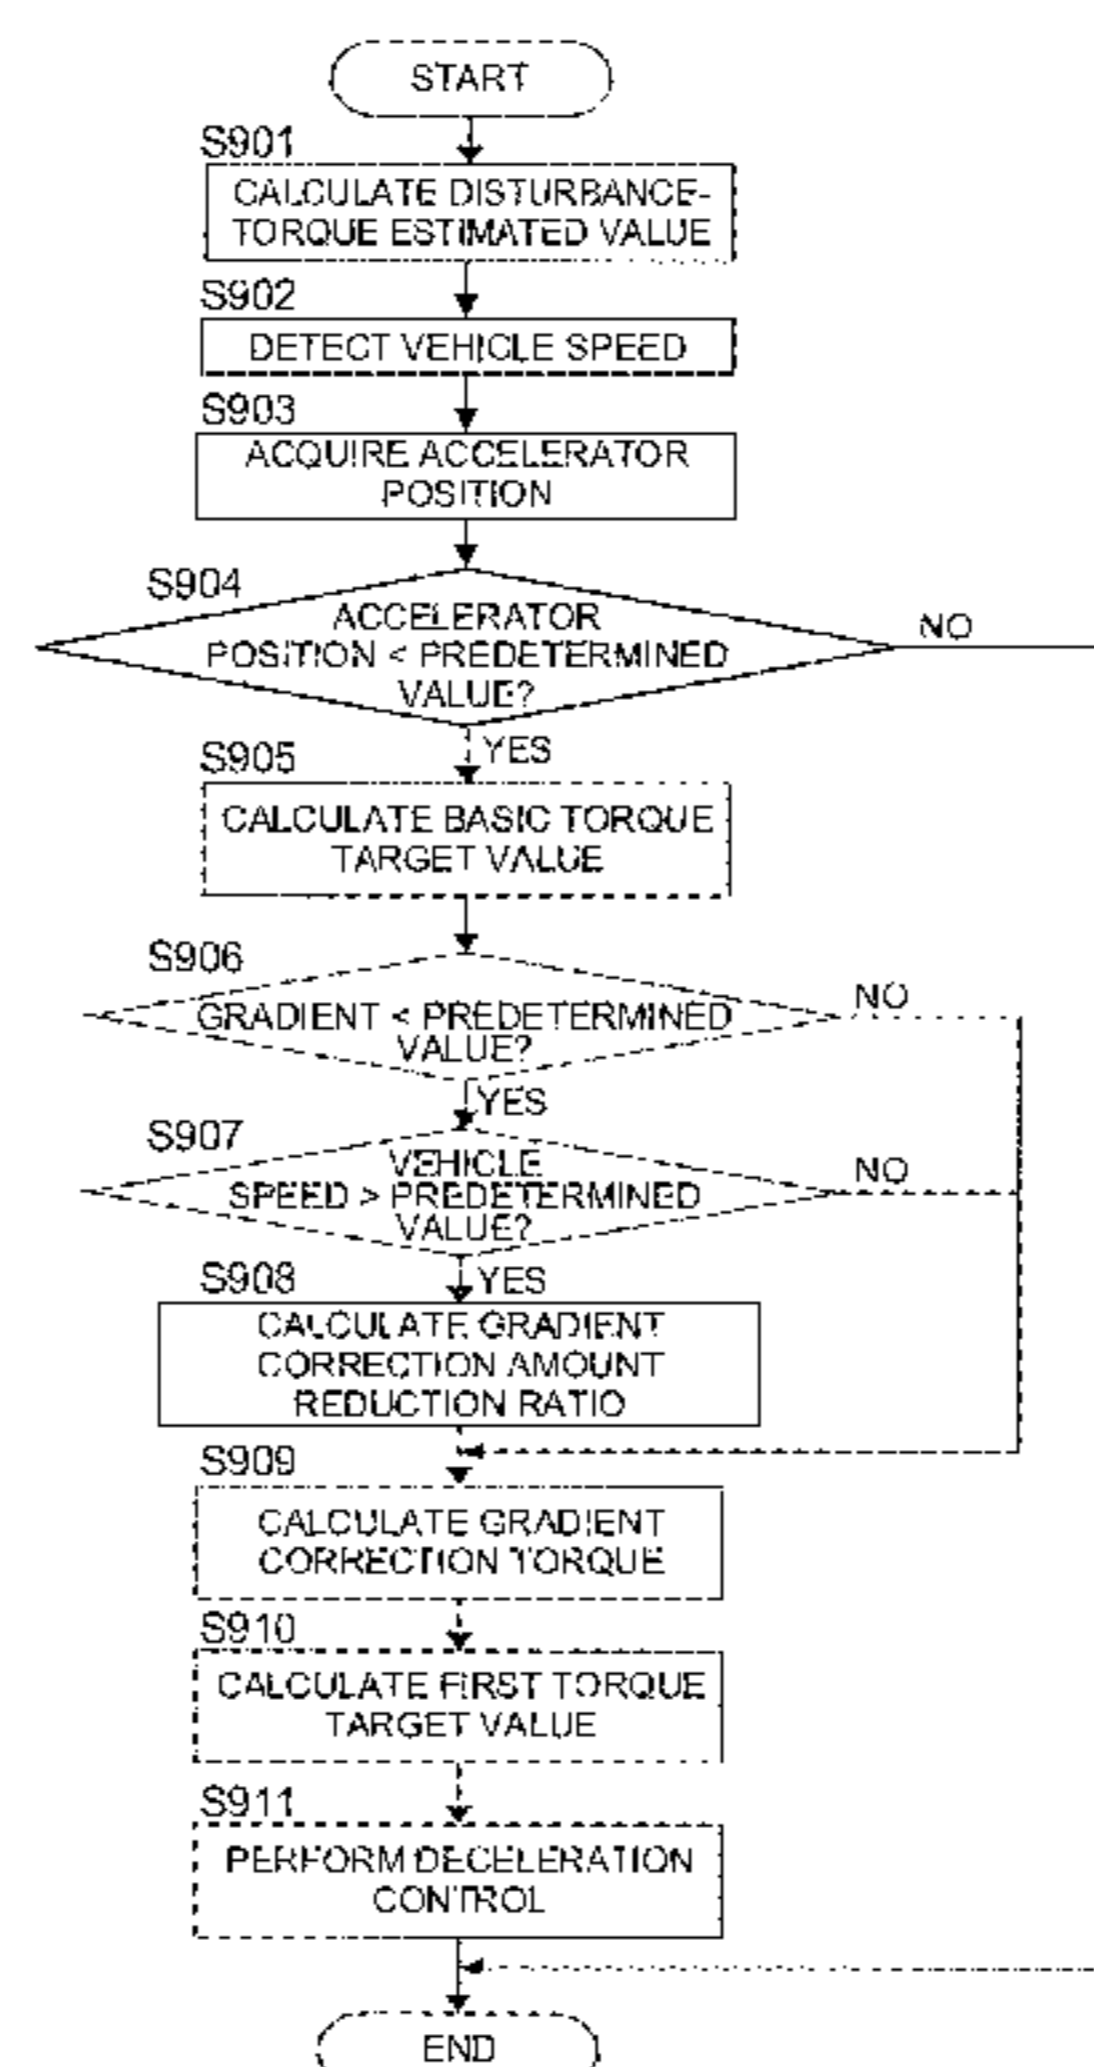 START
S901
CALCULATE DISTURBANCE-
TORQUE ESTIMATED VALUE
S902
DETECT VEHICLE SPEED
S903
ACQUIRE ACCELERATOR
POSITION
S904
ACCELERATOR
POSITION < PREDETERMINED
VALUE?
NO
YES
S905
CALCULATE BASIC TORQUE
TARGET VALUE
S906
GRADIENT < PREDETERMINED
VALUE?
NO
YES
S907
VEHICLE
SPEED > PREDETERMINED
VALUE?
NO
YES
S908
CALCULATE GRADIENT
CORRECTION AMOUNT
REDUCTION RATIO
S909
CALCULATE GRADIENT
CORRECTION TORQUE
S910
CALCULATE FIRST TORQUE
TARGET VALUE
S911
PERFORM DECELERATION
CONTROL
END